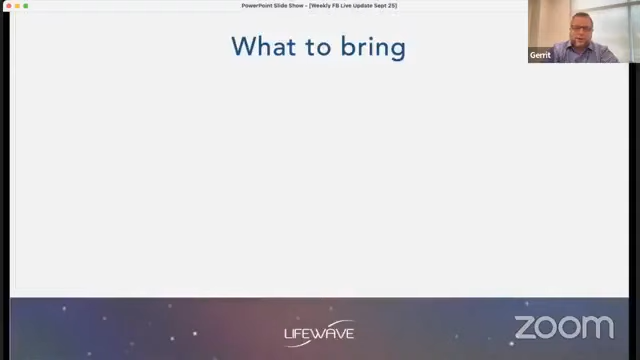 PowerPoint Slide Show - [Weekly FB Live Update Sept 25]
What to bring
Gerrit
LIFEWAVE
zoom